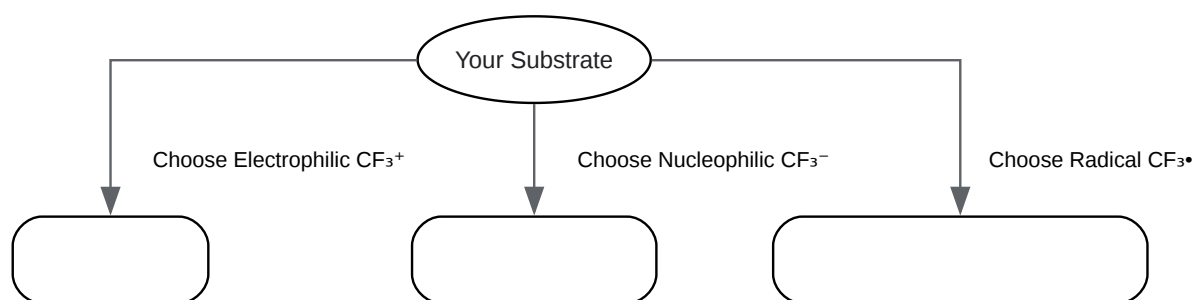 Your Substrate
Choose Electrophilic CF₃⁺
Choose Nucleophilic CF₃⁻
Choose Radical CF₃•